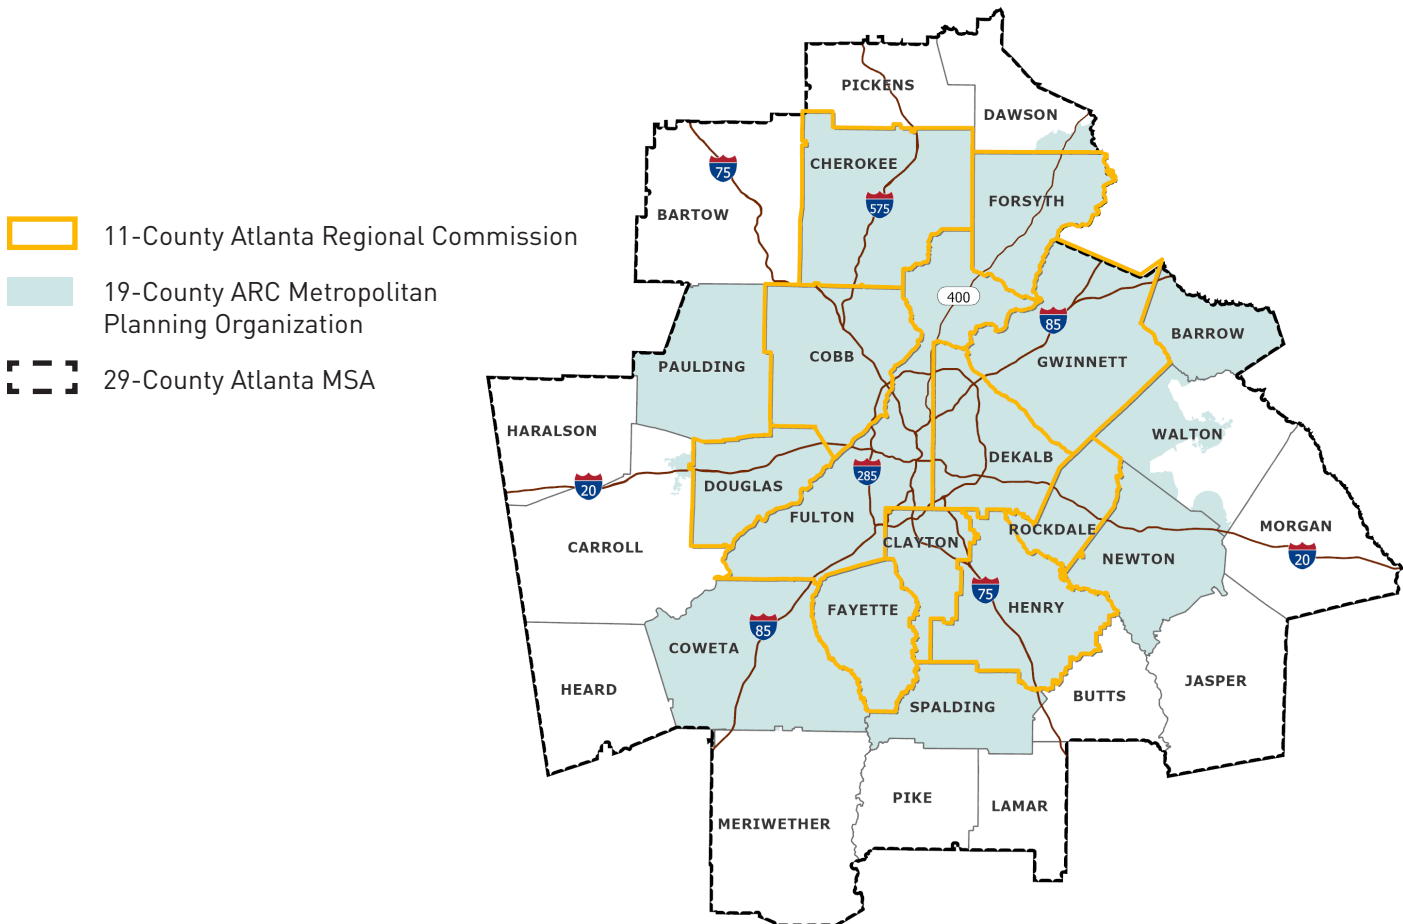 11-County Atlanta Regional Commission
19-County ARC Metropolitan
Planning Organization
29-County Atlanta MSA
PICKENS
DAWSON
CHEROKEE
75
575
FORSYTH
BARTOW
400
85
BARROW
PAULDING
COBB
GWINNETT
HARALSON
WALTON
DEKALB
20
DOUGLAS
285
FULTON
MORGAN
ROCKDALE
CARROLL
CLAYTON
NEWTON
20
75
FAYETTE
HENRY
85
COWETA
HEARD
JASPER
BUTTS
SPALDING
PIKE
LAMAR
MERIWETHER